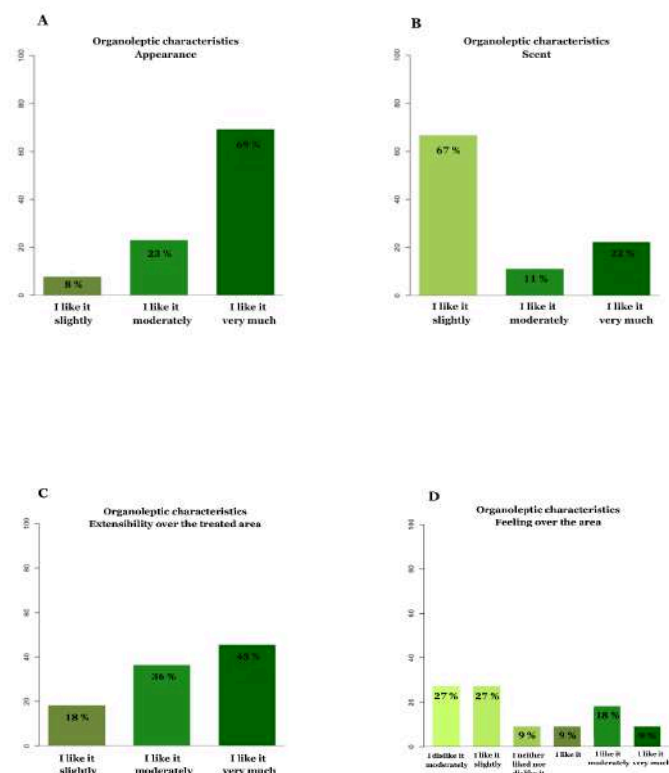 A
Organoleptic characteristics
Appearance
100
80
60
40
20
0
8 %
23 %
69 %
I like it
slightly
I like it
moderately
I like it
very much
B
Organoleptic characteristics
Scent
100
80
60
40
20
0
67 %
11 %
22 %
I like it
slightly
I like it
moderately
I like it
very much
C
Organoleptic characteristics
Extensibility over the treated area
100
80
60
40
20
0
18 %
36 %
45 %
I like it
slightly
I like it
moderately
I like it
very much
D
Organoleptic characteristics
Feeling over the area
100
80
60
40
20
0
27 %
27 %
9 %
9 %
18 %
9 %
I dislike it
moderately
I like it
slightly
I neither
liked nor
I like it
I like it
moderately
I like it
very much